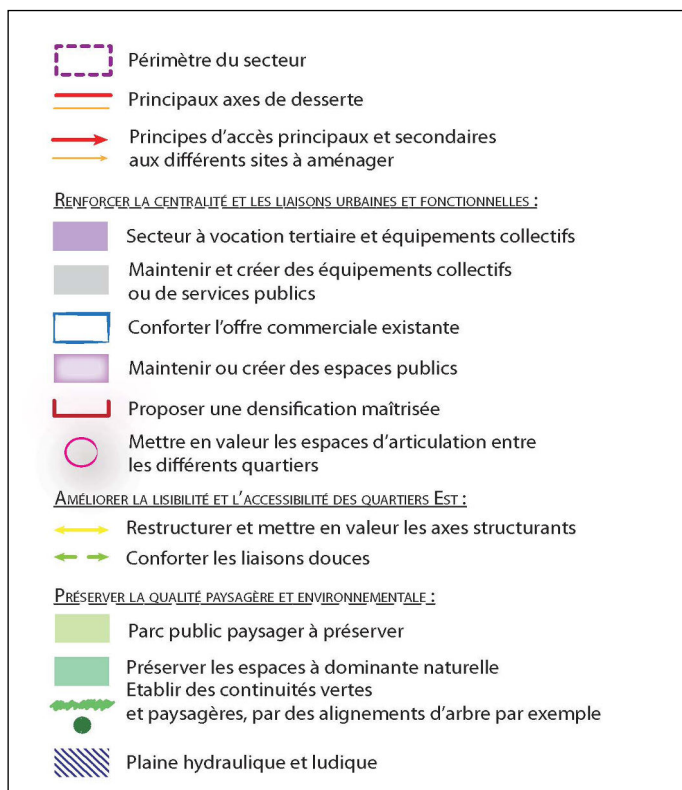 Périmètre du secteur
Principaux axes de desserte
Principes d'accès principaux et secondaires
aux différents sites à aménager
Renforcer la centralité et les liaisons urbaines et fonctionnelles :
Secteur à vocation tertiaire et équipements collectifs
Maintenir et créer des équipements collectifs
ou de services publics
Conforter l'offre commerciale existante
Maintenir ou créer des espaces publics
Proposer une densification maîtrisée
Mettre en valeur les espaces d'articulation entre
les différents quartiers
Améliorer la lisibilité et l'accessibilité des quartiers Est :
Restructurer et mettre en valeur les axes structurants
Conforter les liaisons douces
Préserver la qualité paysagère et environnementale :
Parc public paysager à préserver
Préserver les espaces à dominante naturelle
Etablir des continuités vertes
et paysagères, par des alignements d'arbre par exemple
Plaine hydraulique et ludique